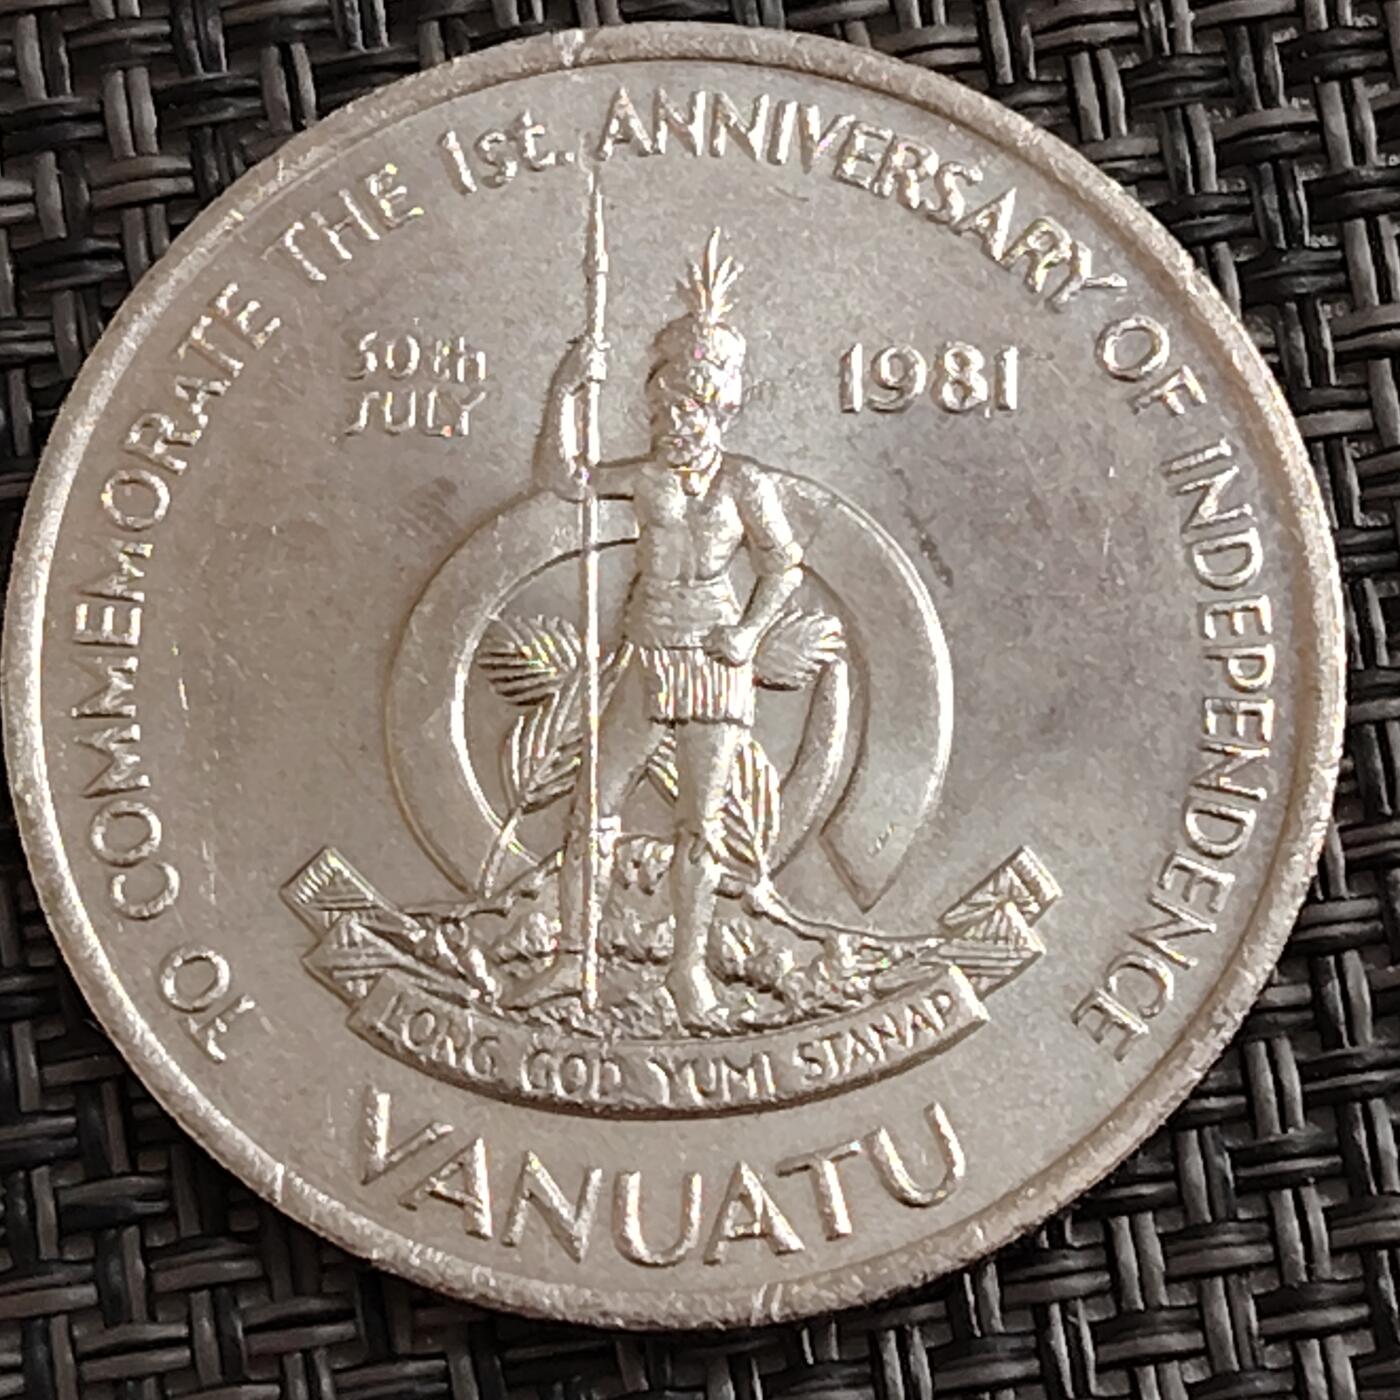 TO COMMEMORATE THE 1st. ANNIVERSARY OF INDEPENDENCE
30th
JULY
1981
LONG GOD YUMI STANAP
VANUATU